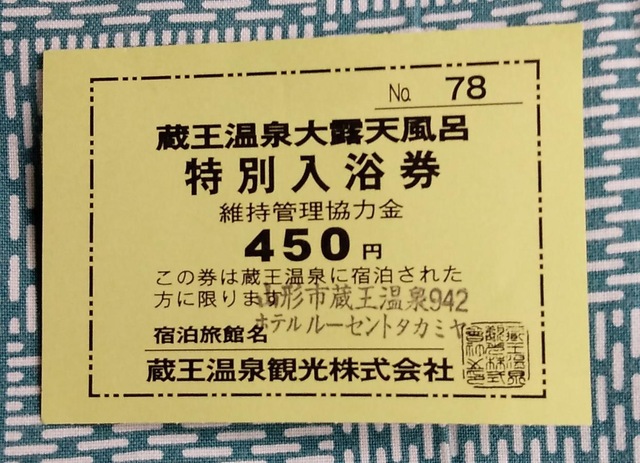 No 78
蔵王温泉大露天風呂
特別入浴券
維持管理協力金
450円
この券は蔵王温泉に宿泊された
方に限ります
山形市蔵王温泉942
ホテルルーセントタカミヤ
宿泊旅館名
蔵王温泉観光株式会社